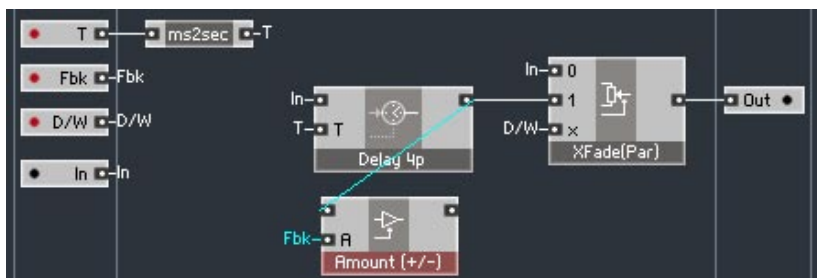 T ms2sec T
Fbk Fbk
D/W D/W
In In
In
T T
Delay 4p
Fbk A
Amount (+/-)
In 0
1
D/W x
XFade(Par)
Out